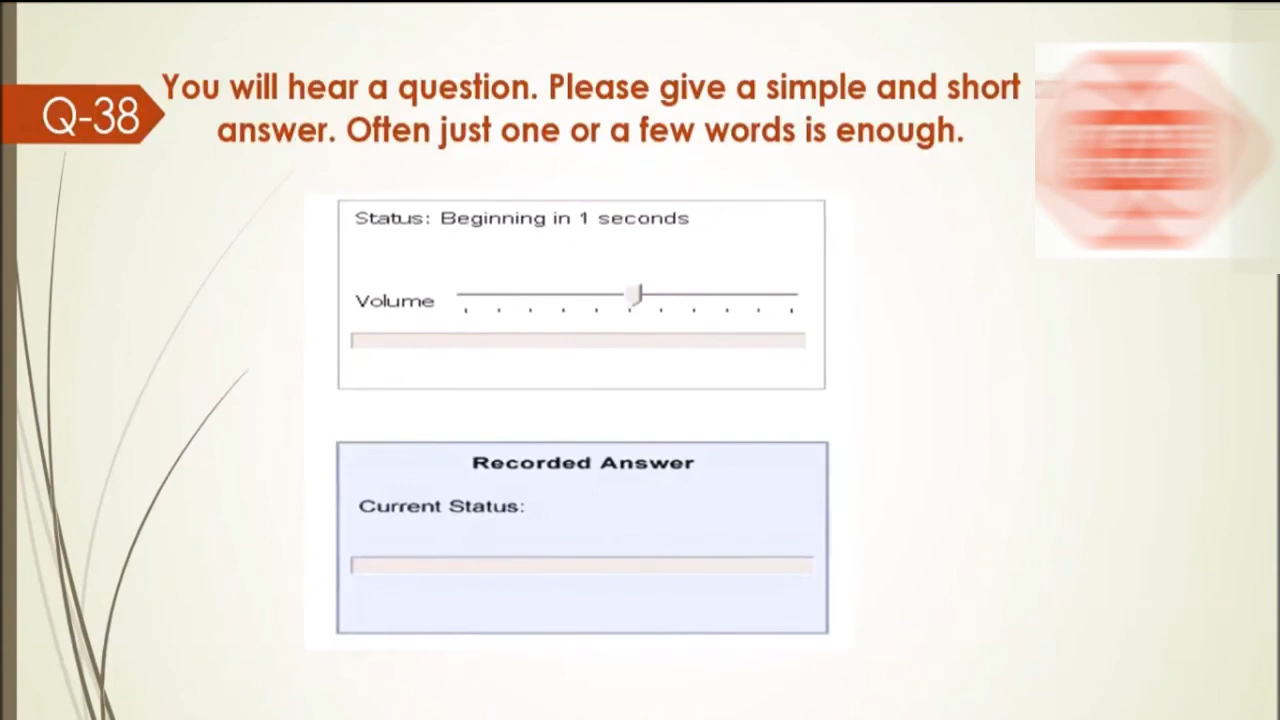 Q-38
You will hear a question. Please give a simple and short
answer. Often just one or a few words is enough.
Status: Beginning in 1 seconds
Volume
Recorded Answer
Current Status: